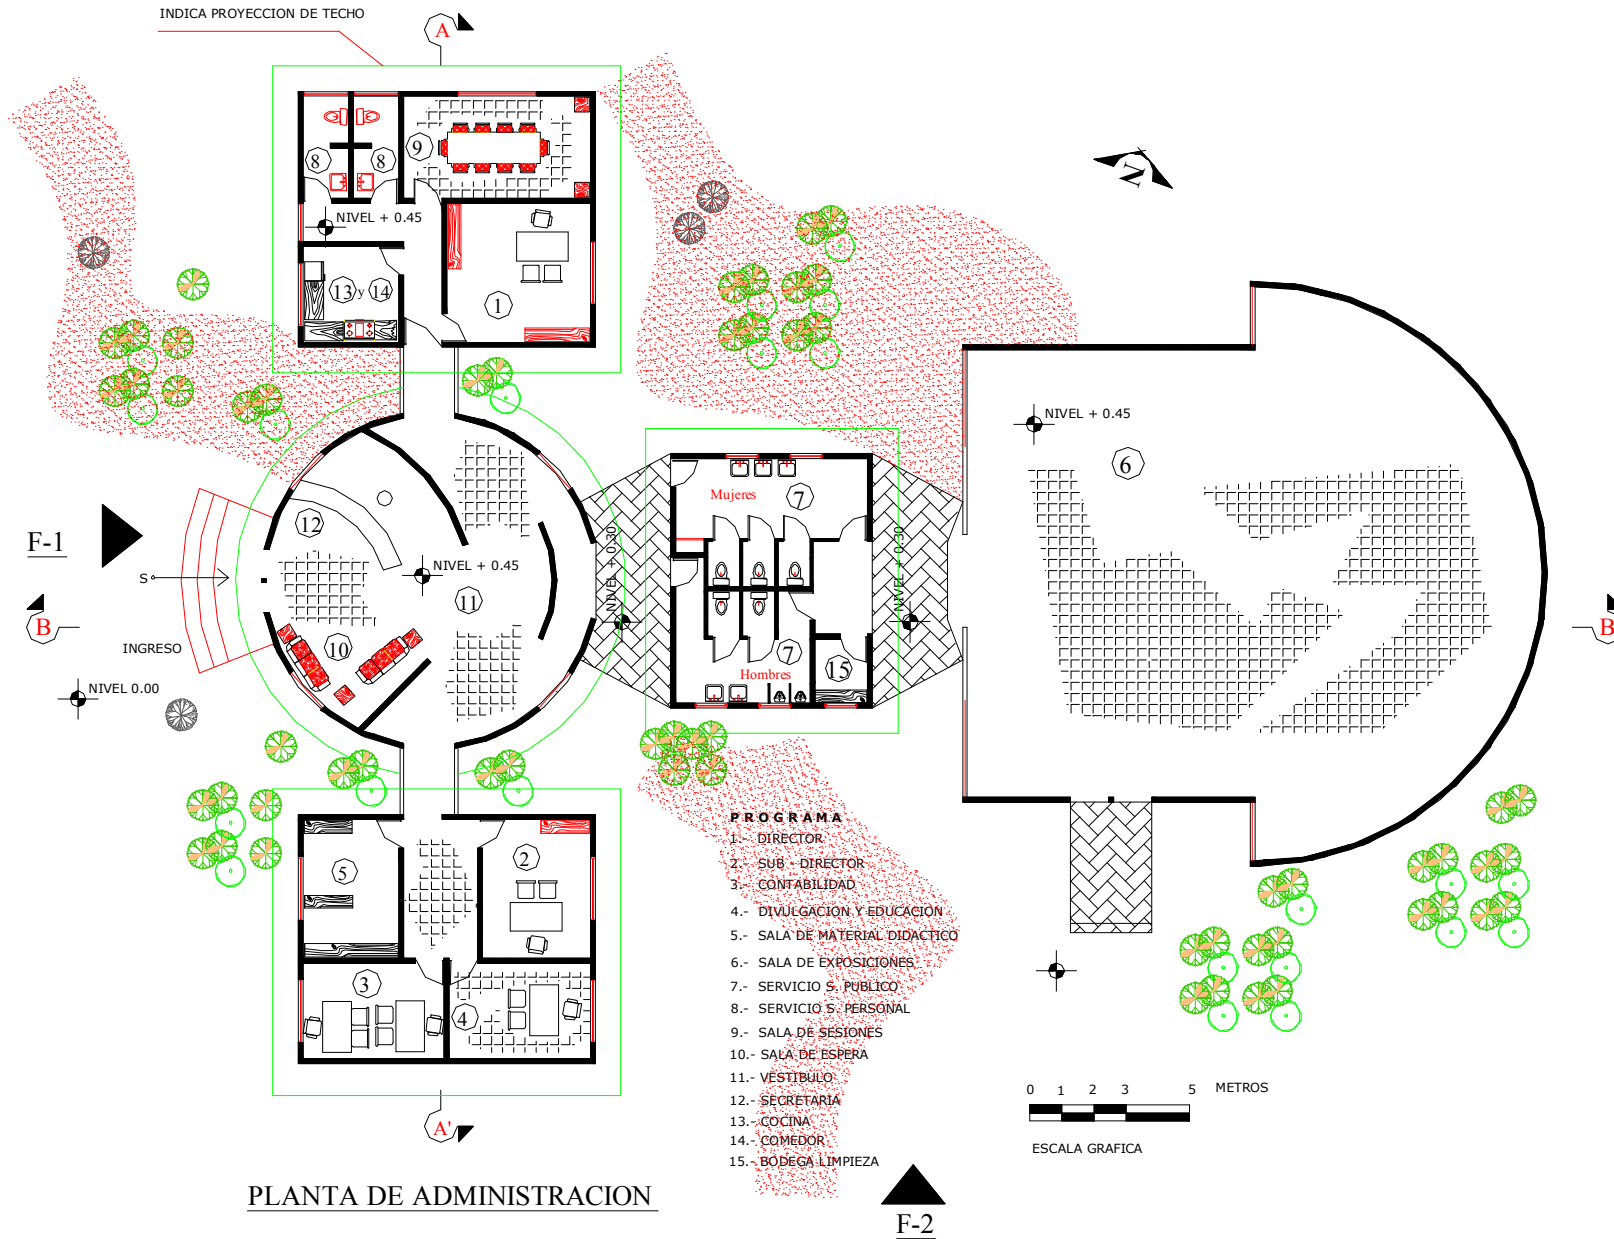 INDICA PROYECCION DE TECHO
A
8
8
9
NIVEL + 0.45
13 y 14
1
N
NIVEL + 0.45
6
Mujeres
7
12
F-1
S
NIVEL + 0.45
11
NIVEL + 0.30
NIVEL + 0.30
B
B
INGRESO
10
7
Hombres
15
NIVEL 0.00
5
2
3
4
PROGRAMA
1.- DIRECTOR
2.- SUB - DIRECTOR
3.- CONTABILIDAD
4.- DIVULGACION Y EDUCACION
5.- SALA DE MATERIAL DIDACTICO
6.- SALA DE EXPOSICIONES
7.- SERVICIO S. PUBLICO
8.- SERVICIO S. PERSONAL
9.- SALA DE SESIONES
10.- SALA DE ESPERA
11.- VESTIBULO
12.- SECRETARIA
13.- COCINA
14.- COMEDOR
15.- BODEGA LIMPIEZA
0 1 2 3 5 METROS
ESCALA GRAFICA
A'
PLANTA DE ADMINISTRACION
F-2